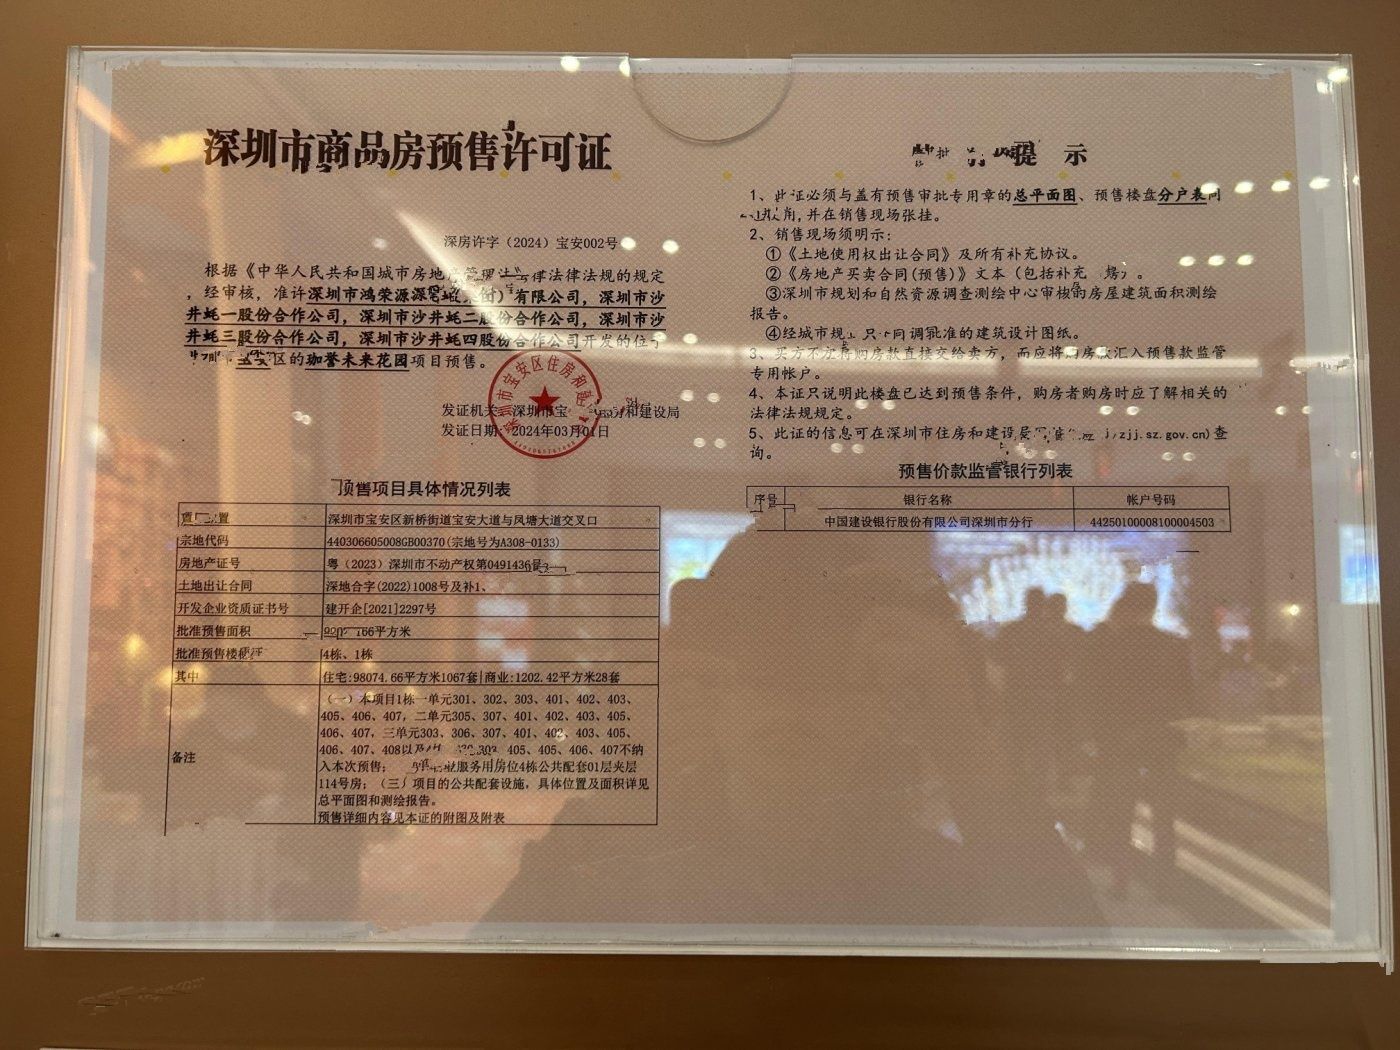 深圳市商品房预售许可证
深房许字（2024）宝安002号
根据《中华人民共和国城市房地产管理法》 法律法规的规定
，经审核，准许深圳市鸿荣源 有限公司，深圳市沙
井蚝一股份合作公司，深圳市沙井蚝二股份合作公司，深圳市沙
井蚝三股份合作公司，深圳市沙井蚝四股份合作公司开发的位于
宝安区的珈誉未来花园项目预售。
发证机关：深圳市宝 和建设局
发证日期：2024年03月01日
预售项目具体情况列表
置 深圳市宝安区新桥街道宝安大道与凤塘大道交叉口
宗地代码 440306605008GB00370(宗地号为A308-0133)
房地产证号 粤（2023）深圳市不动产权第0491436号
土地出让合同 深地合字(2022)1008号及补1、
开发企业资质证书号 建开企[2021]2297号
批准预售面积 166平方米
批准预售楼 4栋、1栋
其中 住宅:98074.66平方米1067套|商业:1202.42平方米28套
备注
（一）本项目1栋一单元301、302、303、401、402、403、
405、406、407，二单元305、307、401、402、403、405、
406、407，三单元303、306、307、401、402、403、405、
406、407、408以及 405、405、406、407不纳
入本次预售； 服务用房位4栋公共配套01层夹层
114号房；（三）项目的公共配套设施，具体位置及面积详见
总平面图和测绘报告。
预售详细内容见本证的附图及附表
提 示
1、此证必须与盖有预售审批专用章的总平面图、预售楼盘分户表同
，并在销售现场张挂。
2、销售现场须明示：
①《土地使用权出让合同》及所有补充协议。
②《房地产买卖合同(预售)》文本（包括补充 ）。
③深圳市规划和自然资源调查测绘中心审核的房屋建筑面积测绘
报告。
④经城市规 批准的建筑设计图纸。
3、买方不应将购房款直接交给卖方，而应将购房款汇入预售款监管
专用帐户。
4、本证只说明此楼盘已达到预售条件，购房者购房时应了解相关的
法律法规规定。
5、此证的信息可在深圳市住房和建设局 zjj.sz.gov.cn)查
询。
预售价款监管银行列表
序号 银行名称 帐户号码
中国建设银行股份有限公司深圳市分行 44250100008100004503